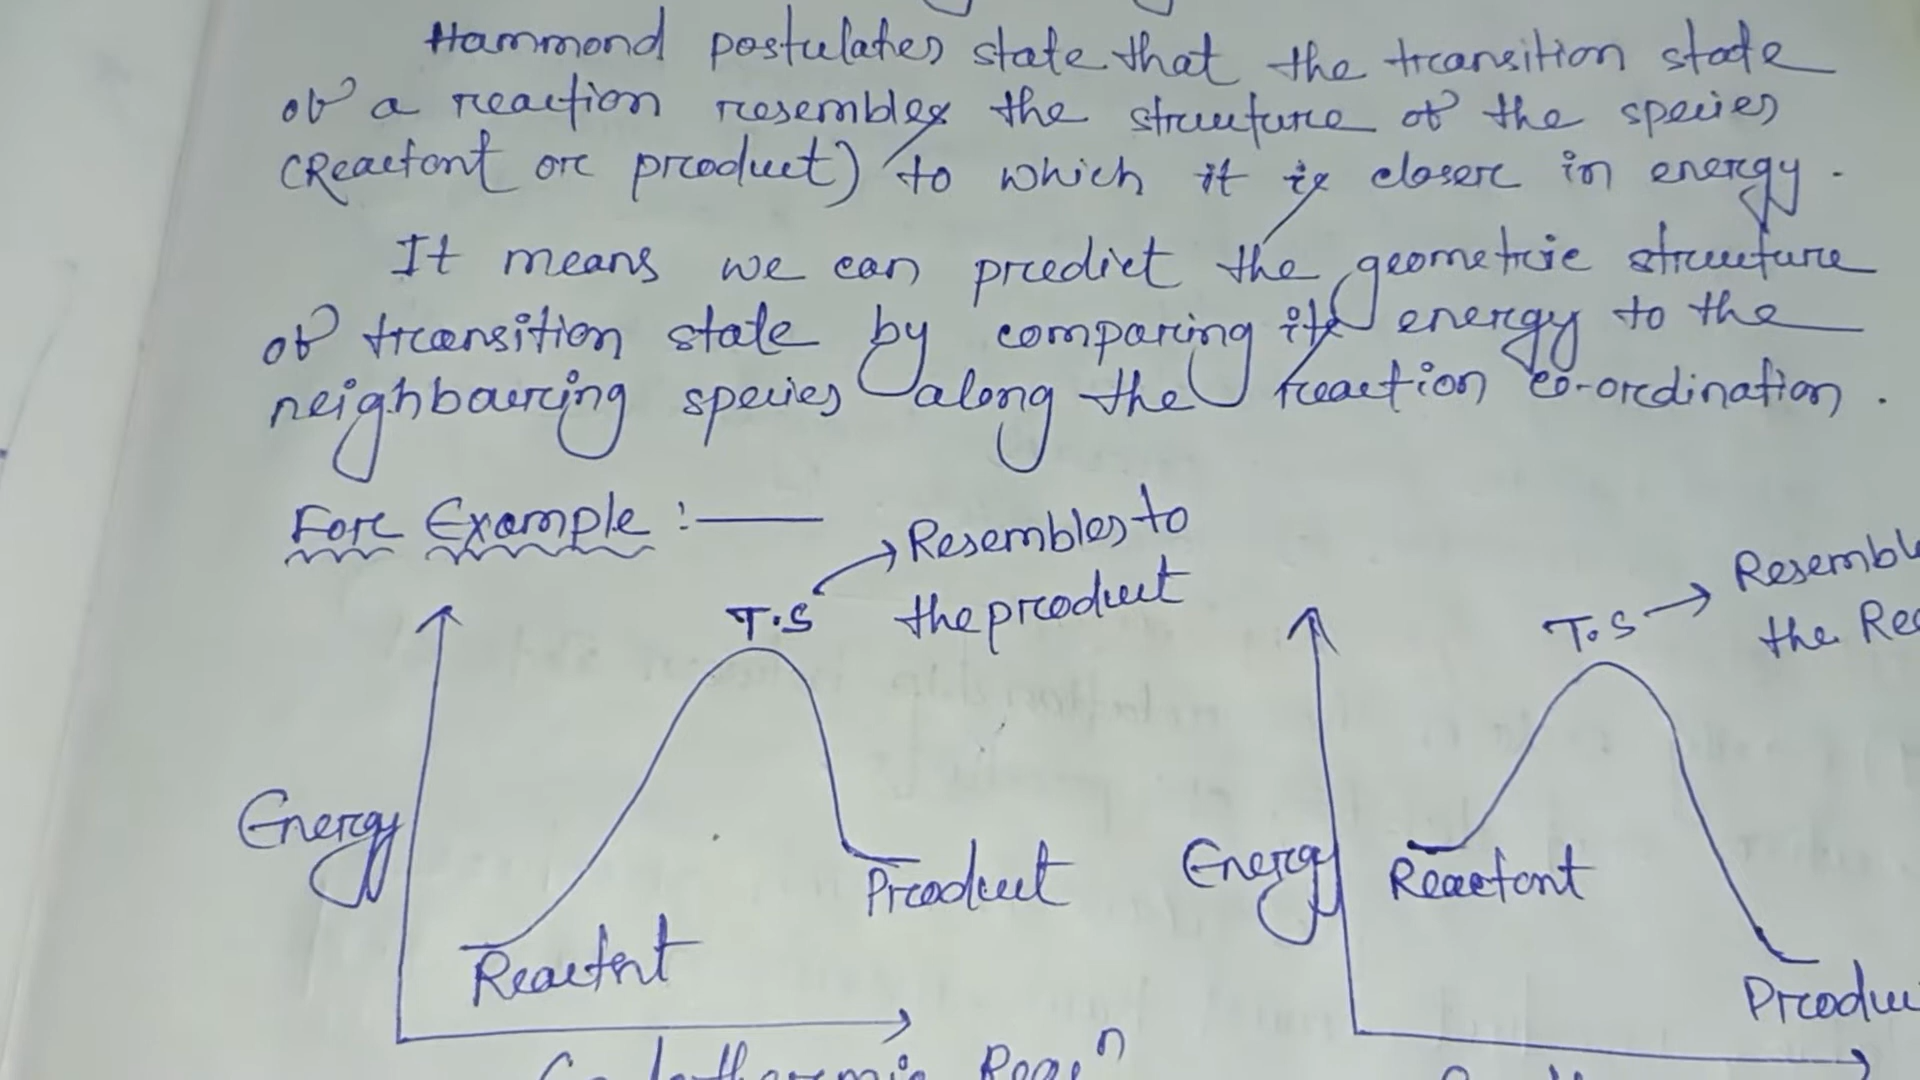 Hammond postulates state that the transition state
of a reaction resembles the structure of the species
(Reactant or product) to which it is closer in energy.
It means we can predict the geometric structure
of transition state by comparing its energy to the
neighbouring species along the reaction co-ordination.
For Example :—
Resembles to
the product
T.S
Energy
Reactant
Product
Endothermic Reacⁿ
Resembl
the Rea
T.S
Energy
Reactant
Produ